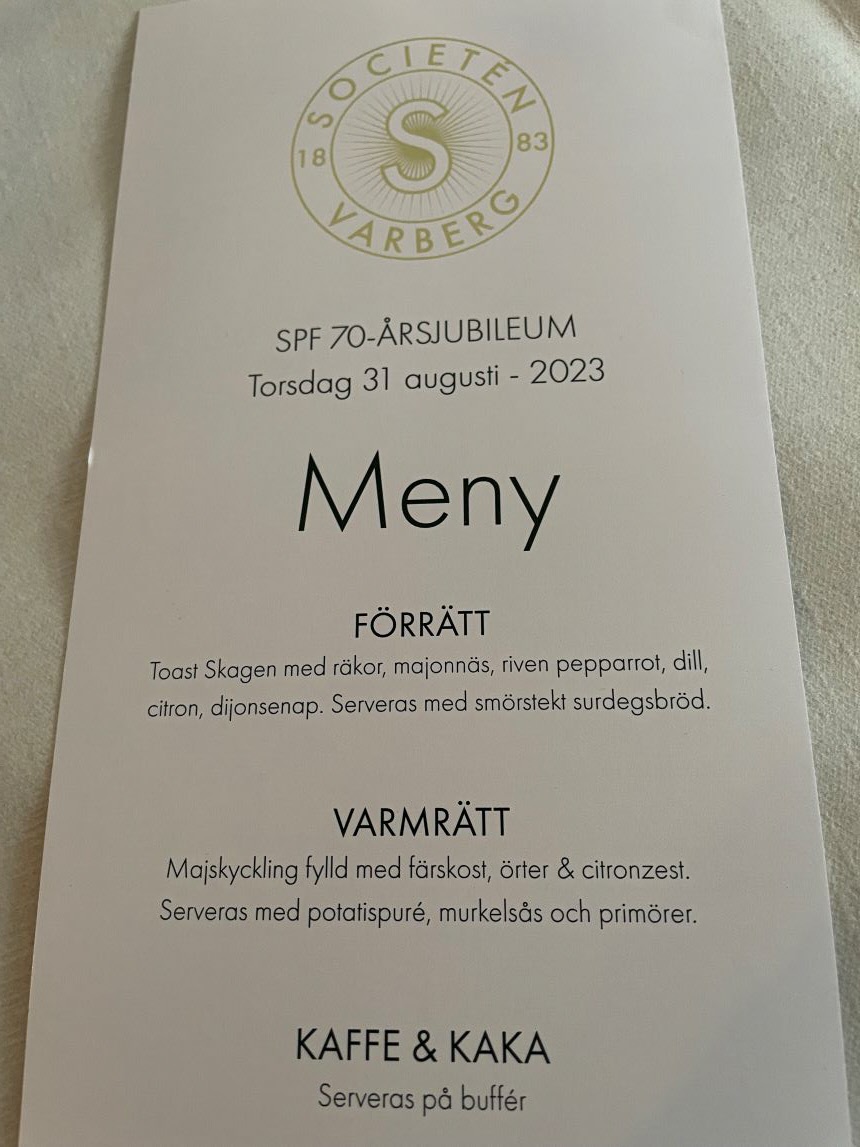 SOCIETÉN
18 S 83
VARBERG
SPF 70-ÅRSJUBILEUM
Torsdag 31 augusti - 2023
Meny
FÖRRÄTT
Toast Skagen med räkor, majonnäs, riven pepparrot, dill,
citron, dijonsenap. Serveras med smörstekt surdegsbröd.
VARMRÄTT
Majskyckling fylld med färskost, örter & citronzest.
Serveras med potatispuré, murkelsås och primörer.
KAFFE & KAKA
Serveras på buffér